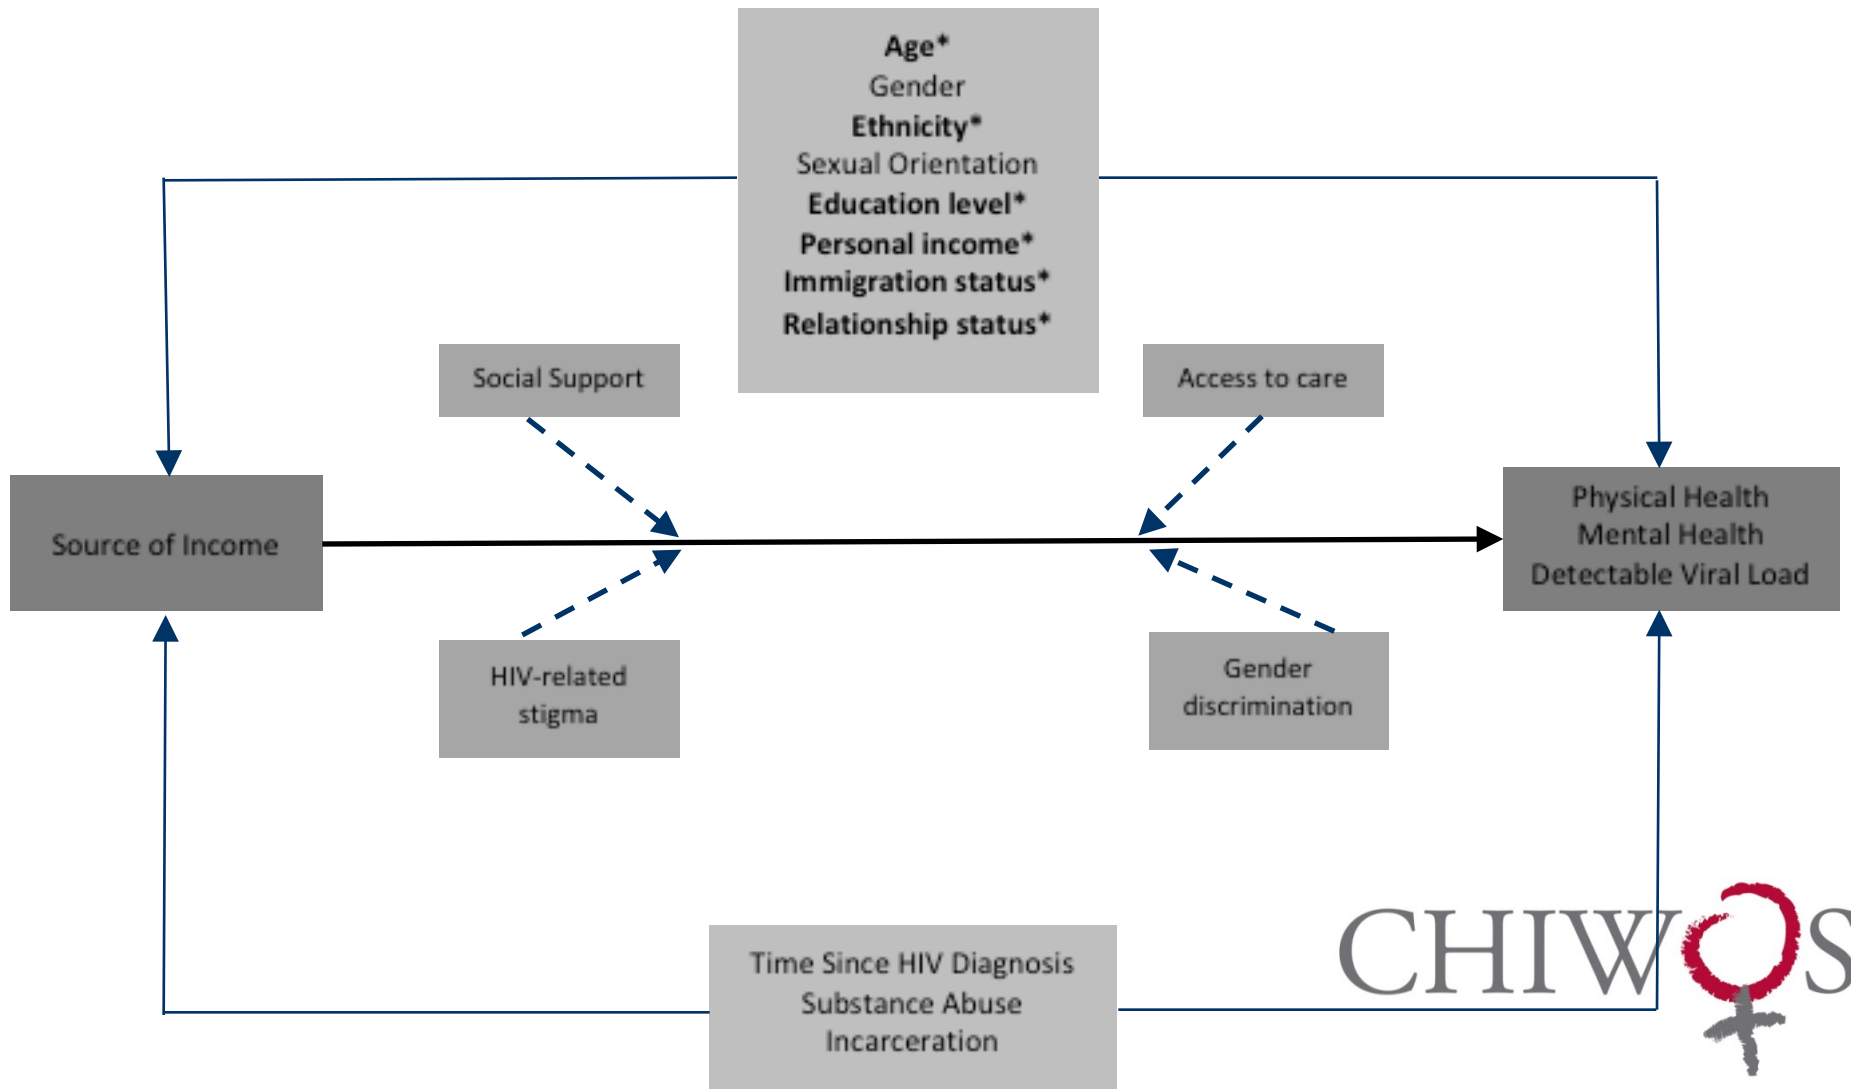 Age*
Gender
Ethnicity*
Sexual Orientation
Education level*
Personal income*
Immigration status*
Relationship status*
Social Support
Access to care
Source of Income
Physical Health
Mental Health
Detectable Viral Load
HIV-related
stigma
Gender
discrimination
Time Since HIV Diagnosis
Substance Abuse
Incarceration
CHIWOS